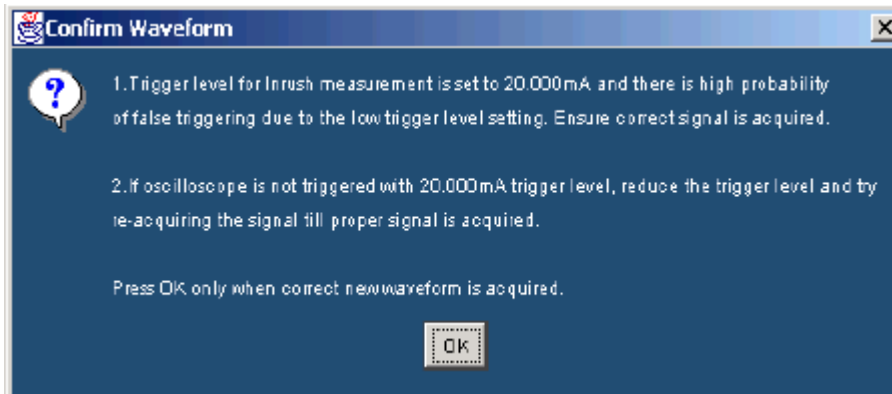 Confirm Waveform
1.Trigger level for Inrush measurement is set to 20.000mA and there is high probability
of false triggering due to the low trigger level setting. Ensure correct signal is acquired.
2.If oscilloscope is not triggered with 20.000mA trigger level, reduce the trigger level and try
re-acquiring the signal till proper signal is acquired.
Press OK only when correct new waveform is acquired.
OK